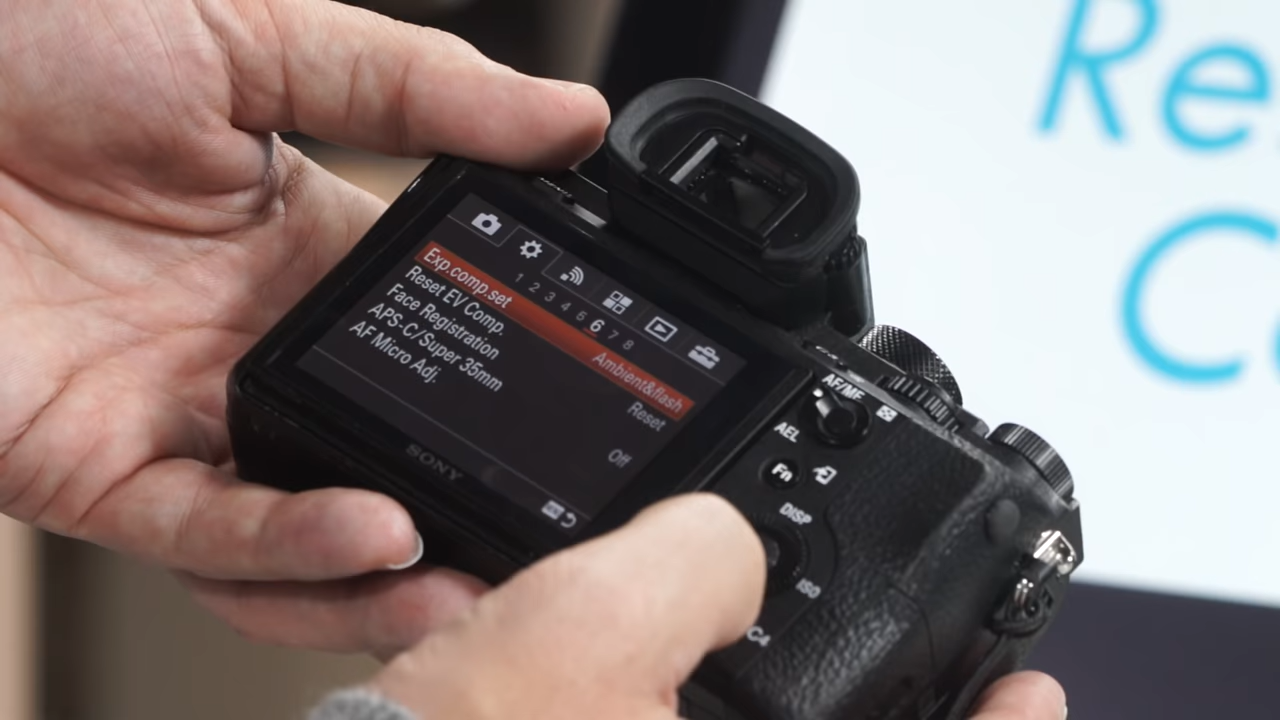 Re
C
1 2 3 4 5 6 7 8
Exp.comp.set Ambient&flash
Reset EV Comp. Reset
Face Registration
APS-C/Super 35mm Off
AF Micro Adj.
SONY
AF/MF
AEL
Fn
DISP
ISO
C4